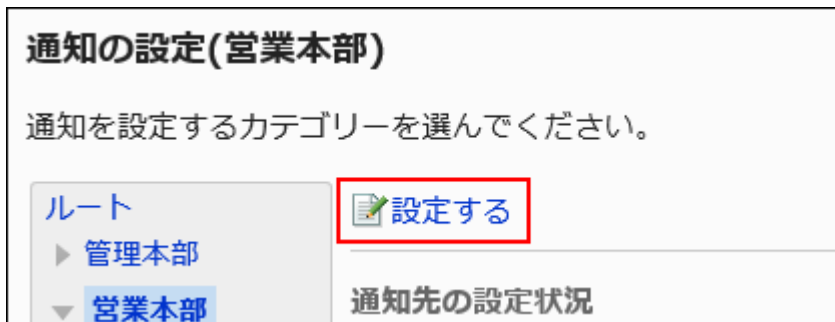 通知の設定(営業本部)
通知を設定するカテゴリーを選んでください。
ルート
管理本部
営業本部
設定する
通知先の設定状況